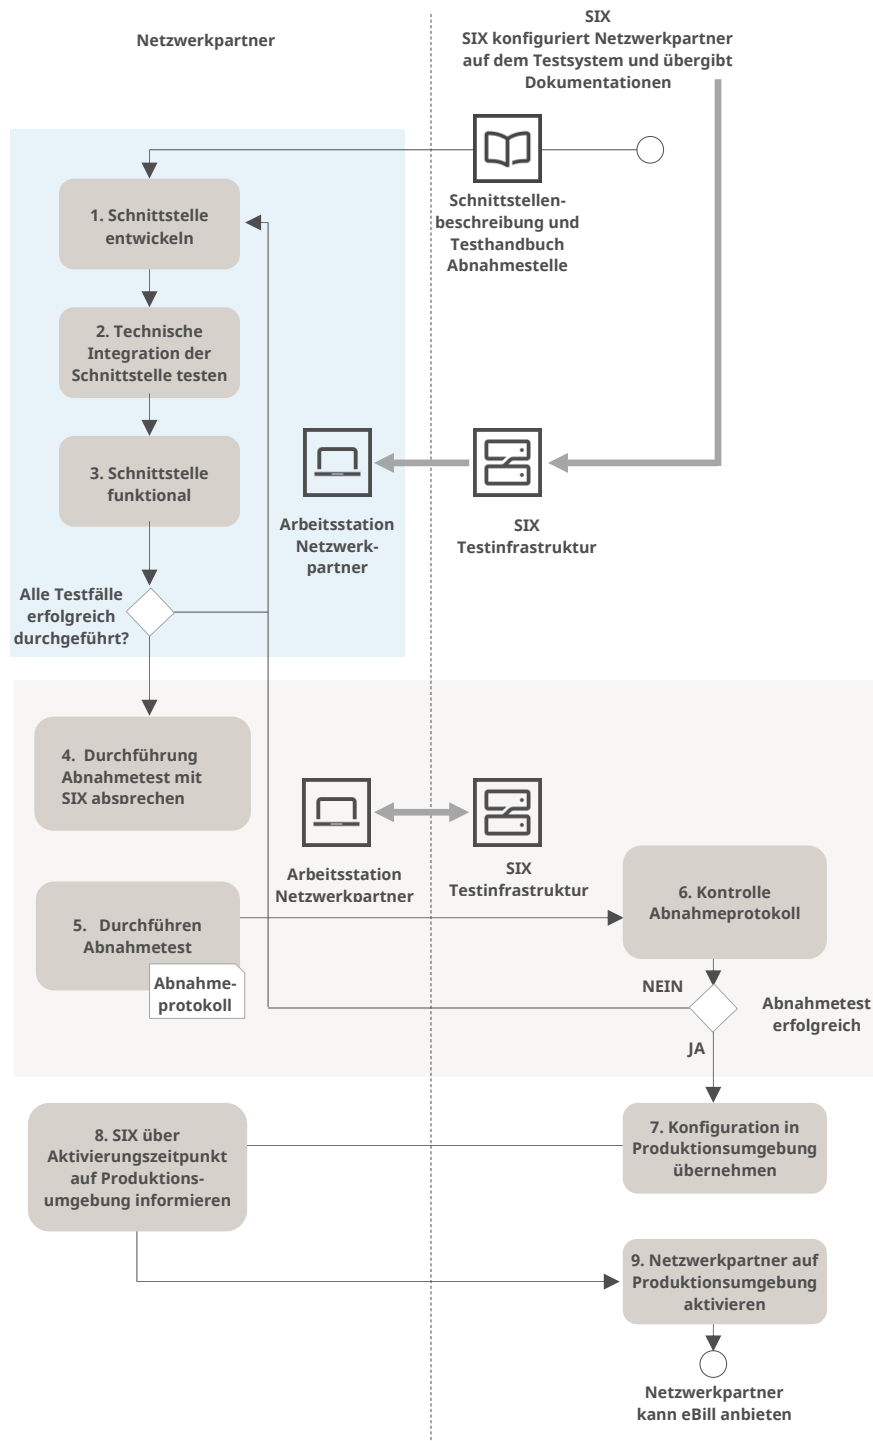 Netzwerkpartner
SIX
SIX konfiguriert Netzwerkpartner
auf dem Testsystem und übergibt
Dokumentationen
Schnittstellen-
beschreibung und
Testhandbuch
Abnahmestelle
1. Schnittstelle
entwickeln
2. Technische
Integration der
Schnittstelle testen
3. Schnittstelle
funktional
Arbeitsstation
Netzwerk-
partner
SIX
Testinfrastruktur
Alle Testfälle
erfolgreich
durchgeführt?
4. Durchführung
Abnahmetest mit
SIX absprechen
Arbeitsstation
Netzwerkpartner
SIX
Testinfrastruktur
5. Durchführen
Abnahmetest
Abnahme-
protokoll
6. Kontrolle
Abnahmeprotokoll
NEIN
Abnahmetest
erfolgreich
JA
7. Konfiguration in
Produktionsumgebung
übernehmen
8. SIX über
Aktivierungszeitpunkt
auf Produktions-
umgebung informieren
9. Netzwerkpartner auf
Produktionsumgebung
aktivieren
Netzwerkpartner
kann eBill anbieten